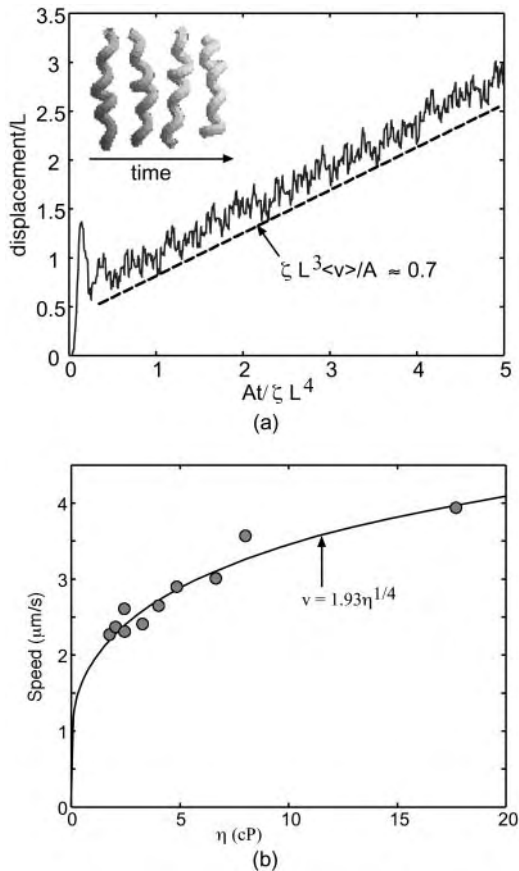 3.5
3
2.5
2
1.5
1
0.5
0
displacement/L
time
ζ L³<v>/A ≈ 0.7
0 1 2 3 4 5
At/ζ L⁴
(a)
4
3
2
1
0
Speed (μm/s)
v = 1.93η^{1/4}
0 5 10 15 20
η (cP)
(b)